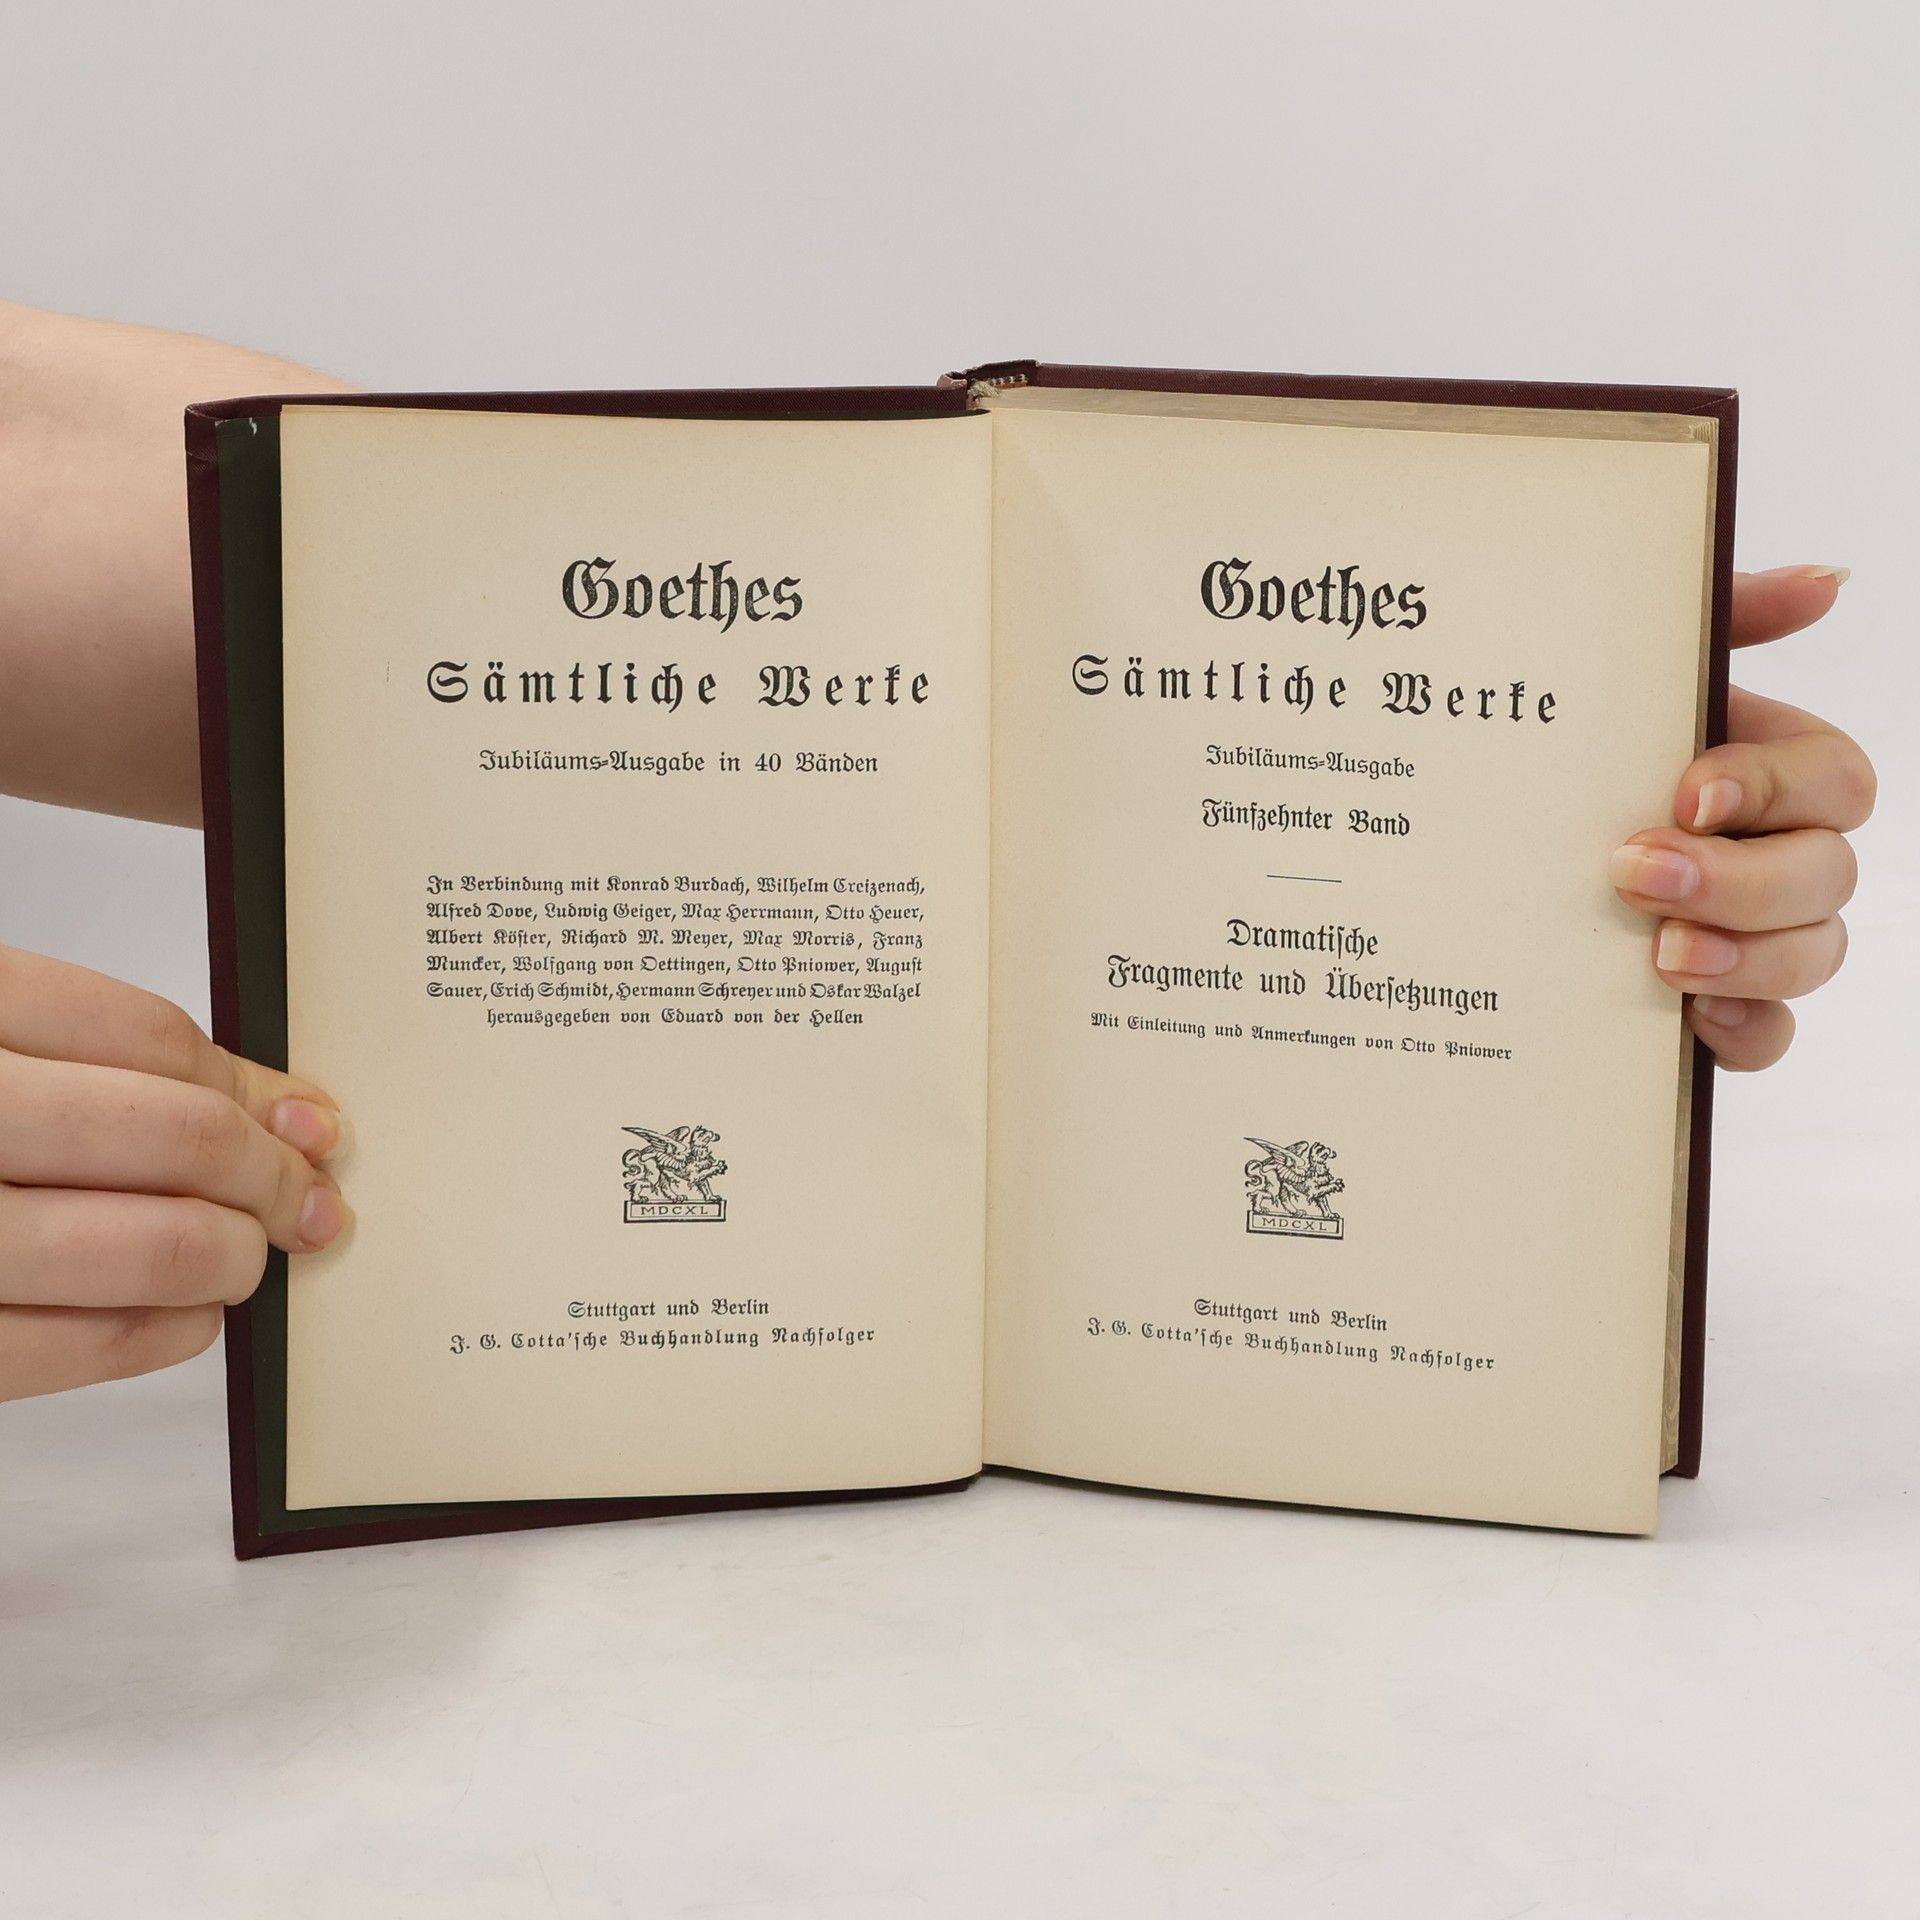 Goethes
Sämtliche Werke
Jubiläums-Ausgabe in 40 Bänden
In Verbindung mit Konrad Burdach, Wilhelm Creizenach,
Alfred Dove, Ludwig Geiger, Max Herrmann, Otto Heuer,
Albert Köster, Richard M. Meyer, Max Morris, Franz
Muncker, Wolfgang von Oettingen, Otto Pniower, August
Sauer, Erich Schmidt, Hermann Schreyer und Oskar Walzel
herausgegeben von Eduard von der Hellen
MDCXL
Stuttgart und Berlin
J. G. Cotta'sche Buchhandlung Nachfolger
Goethes
Sämtliche Werke
Jubiläums-Ausgabe
Fünfzehnter Band
Dramatische
Fragmente und Übersetzungen
Mit Einleitung und Anmerkungen von Otto Pniower
MDCXL
Stuttgart und Berlin
J. G. Cotta'sche Buchhandlung Nachfolger